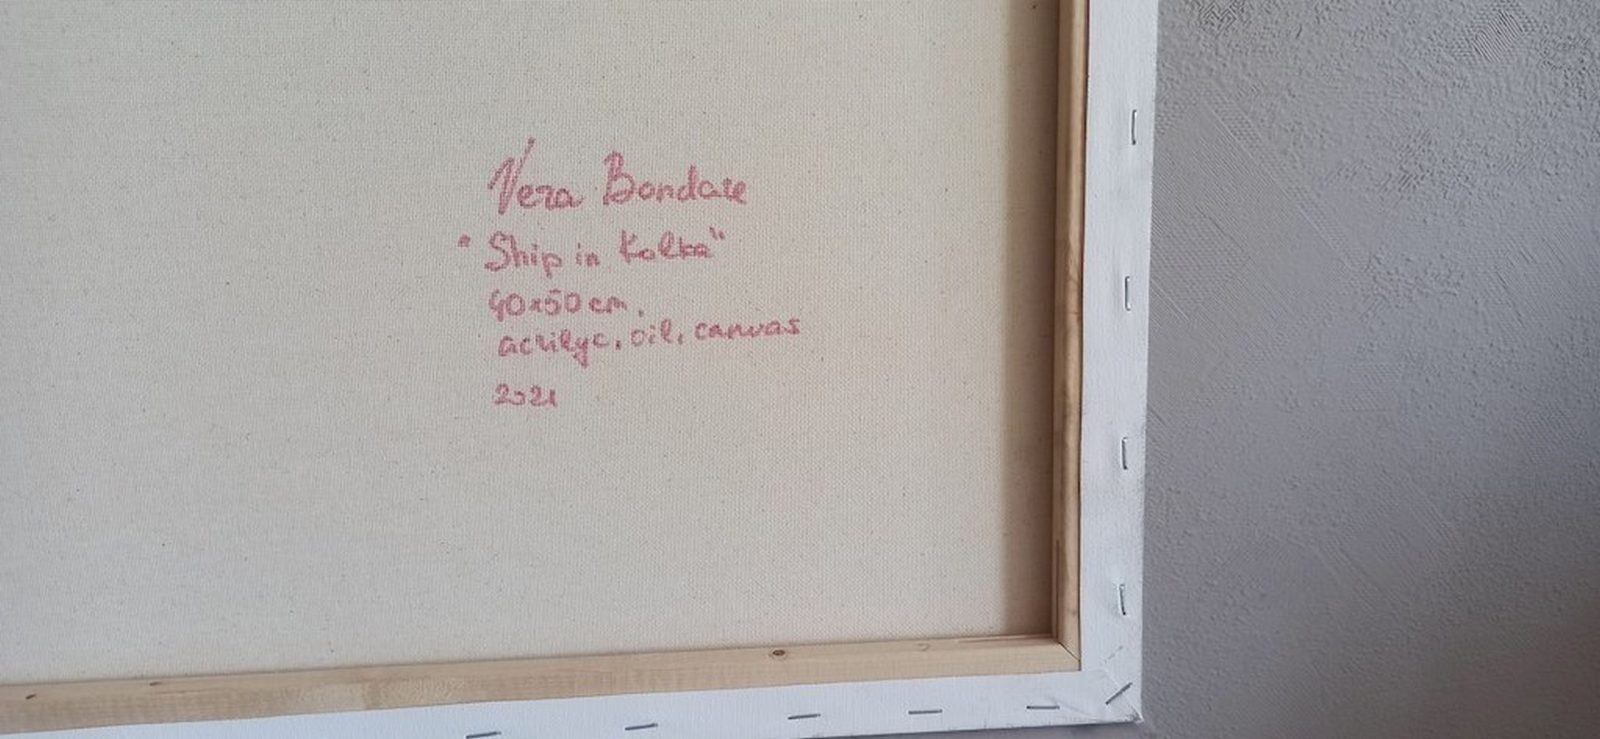 Vera Bondare
"Ship in Kolka"
40x50 cm,
acrilyc, oil, canvas
2021